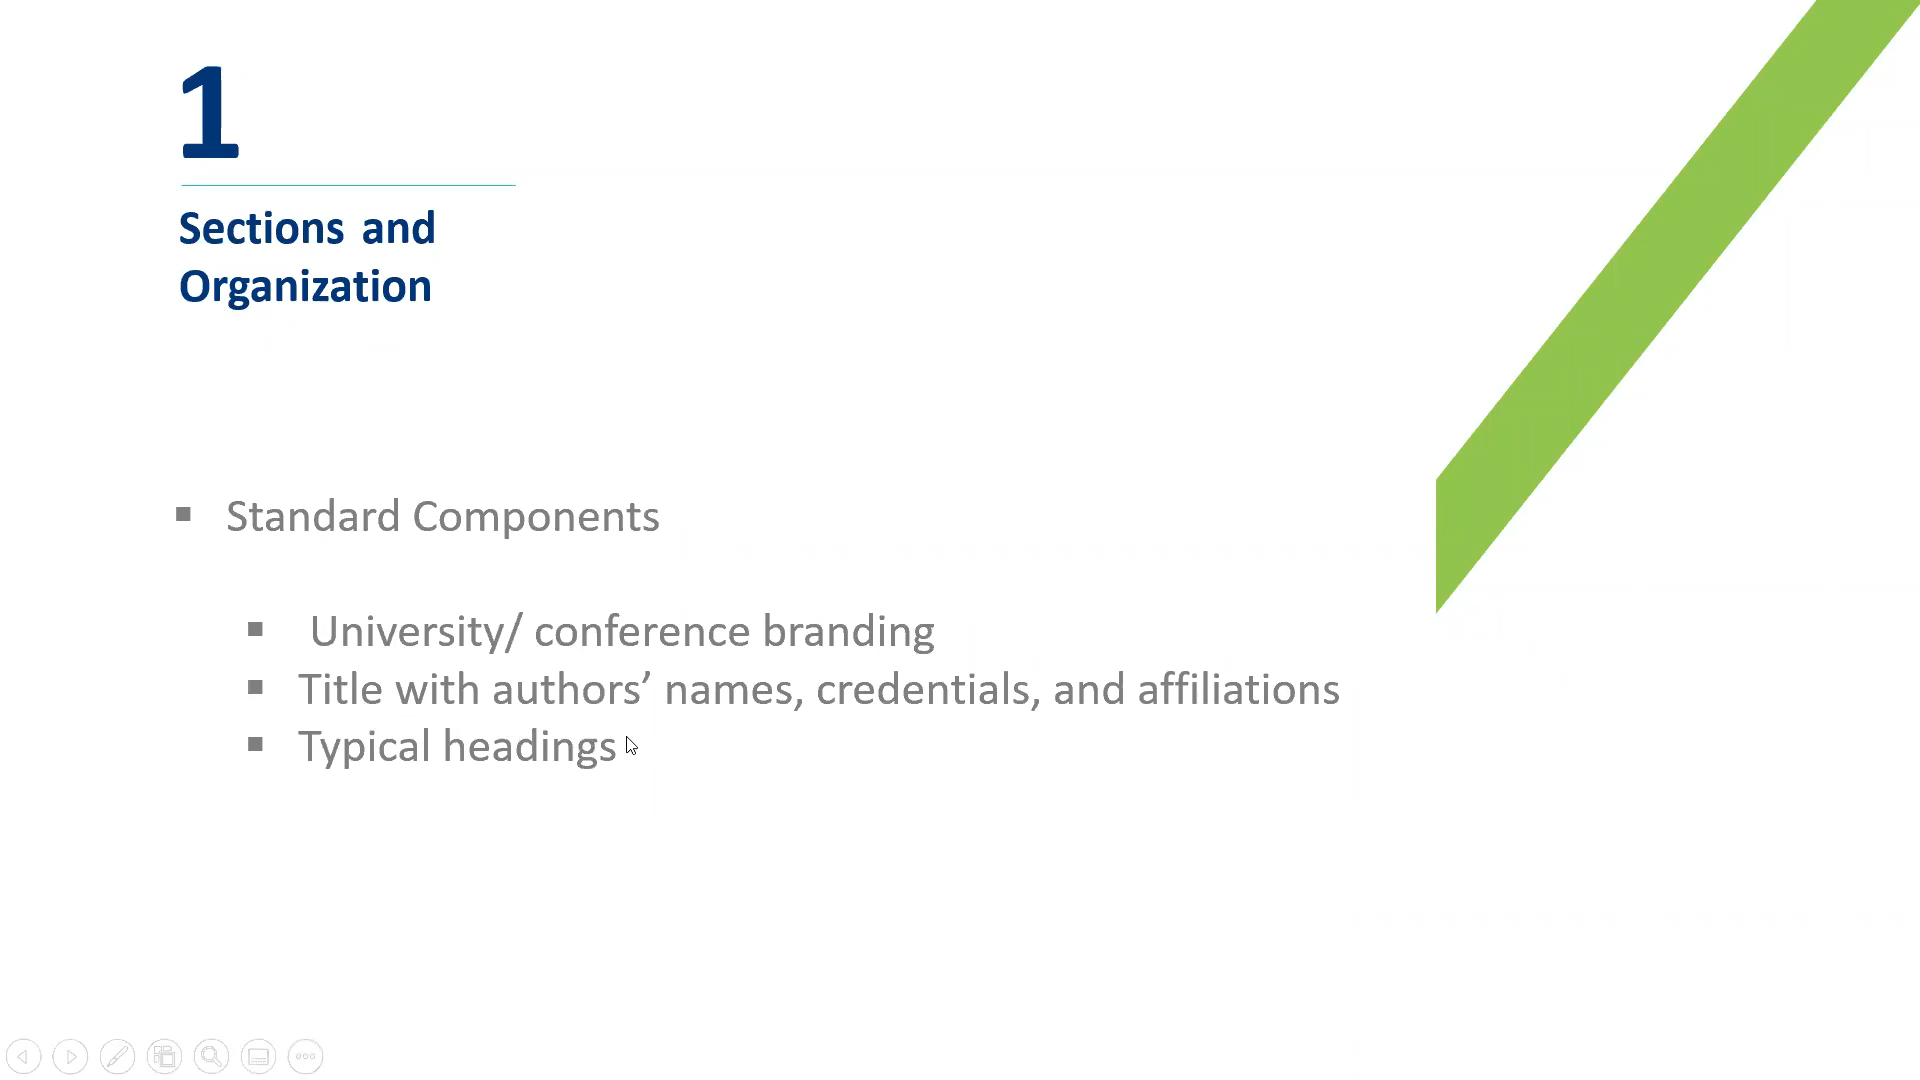 1
Sections and
Organization
Standard Components
University/ conference branding
Title with authors’ names, credentials, and affiliations
Typical headings